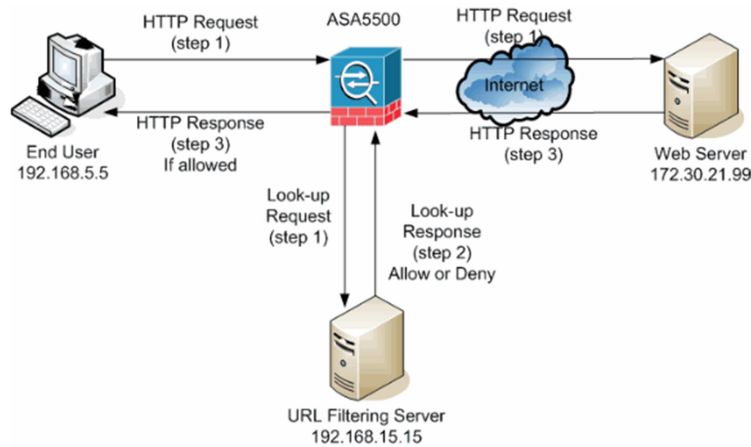 HTTP Request
(step 1)
ASA5500
HTTP Request
(step 1)
Internet
HTTP Response
(step 3)
If allowed
HTTP Response
(step 3)
End User
192.168.5.5
Web Server
172.30.21.99
Look-up
Request
(step 1)
Look-up
Response
(step 2)
Allow or Deny
URL Filtering Server
192.168.15.15